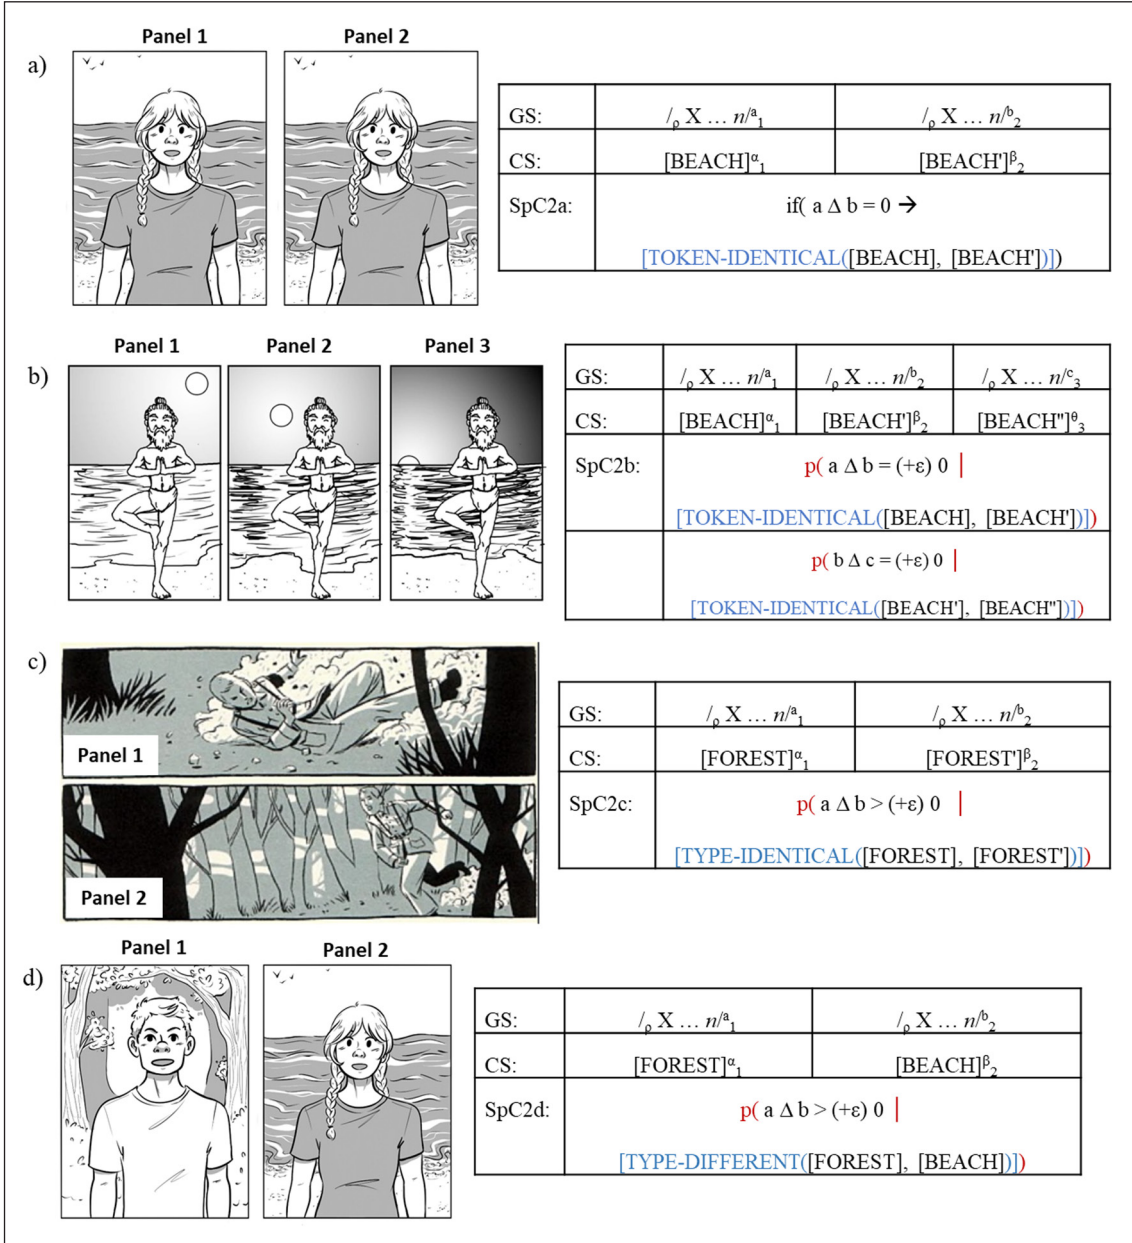 a)
Panel 1
Panel 2
GS:
/ρ X … n/ᵃ₁
/ρ X … n/ᵇ₂
CS:
[BEACH]ᵅ₁
[BEACH']ᵝ₂
SpC2a:
if( a Δ b = 0 ➔
[TOKEN-IDENTICAL([BEACH], [BEACH'])])
b)
Panel 1
Panel 2
Panel 3
GS:
/ρ X … n/ᵃ₁
/ρ X … n/ᵇ₂
/ρ X … n/ᶜ₃
CS:
[BEACH]ᵅ₁
[BEACH']ᵝ₂
[BEACH"]ᶿ₃
SpC2b:
p( a Δ b = (+ε) 0 |
[TOKEN-IDENTICAL([BEACH], [BEACH'])])
p( b Δ c = (+ε) 0 |
[TOKEN-IDENTICAL([BEACH'], [BEACH"])])
c)
Panel 1
Panel 2
GS:
/ρ X … n/ᵃ₁
/ρ X … n/ᵇ₂
CS:
[FOREST]ᵅ₁
[FOREST']ᵝ₂
SpC2c:
p( a Δ b > (+ε) 0 |
[TYPE-IDENTICAL([FOREST], [FOREST'])])
d)
Panel 1
Panel 2
GS:
/ρ X … n/ᵃ₁
/ρ X … n/ᵇ₂
CS:
[FOREST]ᵅ₁
[BEACH]ᵝ₂
SpC2d:
p( a Δ b > (+ε) 0 |
[TYPE-DIFFERENT([FOREST], [BEACH])])